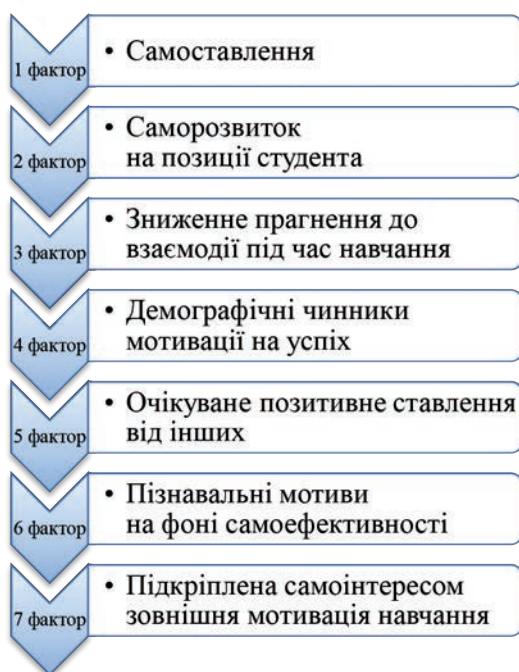 1 фактор
• Самоставлення
2 фактор
• Саморозвиток
на позиції студента
3 фактор
• Зниженне прагнення до
взаємодії під час навчання
4 фактор
• Демографічні чинники
мотивації на успіх
5 фактор
• Очікуване позитивне ставлення
від інших
6 фактор
• Пізнавальні мотиви
на фоні самоефективності
7 фактор
• Підкріплена самоінтересом
зовнішня мотивація навчання